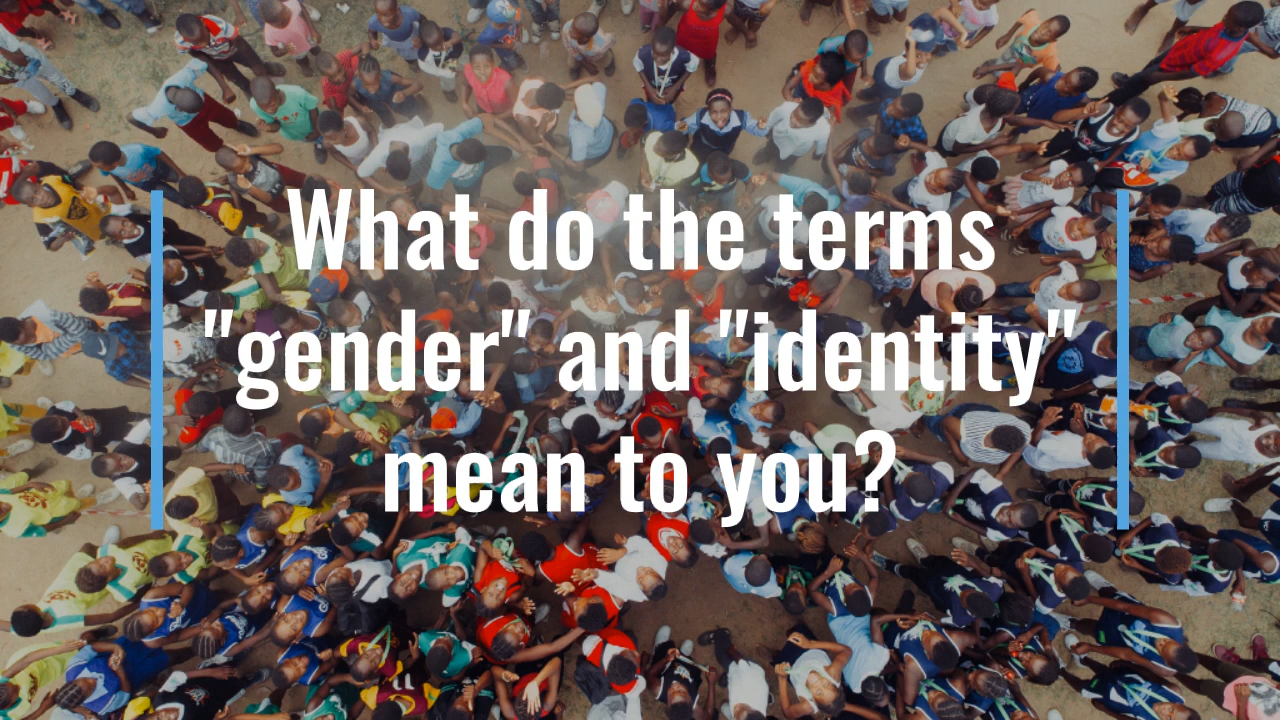 What do the terms
"gender" and "identity"
mean to you?